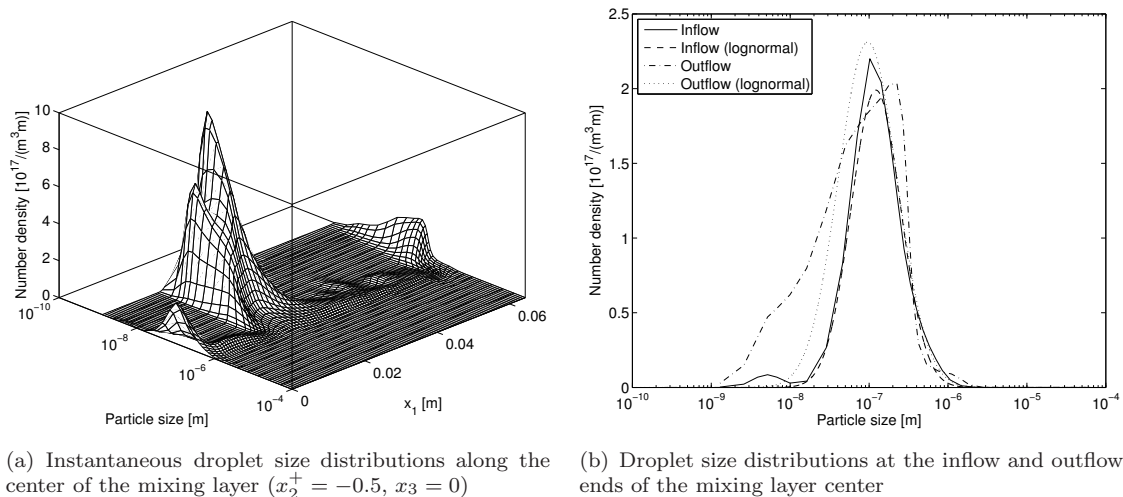 10
8
6
4
2
0
Number density [10^17/(m^3m)]
10^-10
10^-8
10^-6
10^-4
Particle size [m]
0
0.02
0.04
0.06
x_1 [m]
(a) Instantaneous droplet size distributions along the
center of the mixing layer (x_2^+ = −0.5, x_3 = 0)
2.5
2
1.5
1
0.5
0
Number density [10^17/(m^3m)]
Inflow
Inflow (lognormal)
Outflow
Outflow (lognormal)
10^-10
10^-9
10^-8
10^-7
10^-6
10^-5
10^-4
Particle size [m]
(b) Droplet size distributions at the inflow and outflow
ends of the mixing layer center